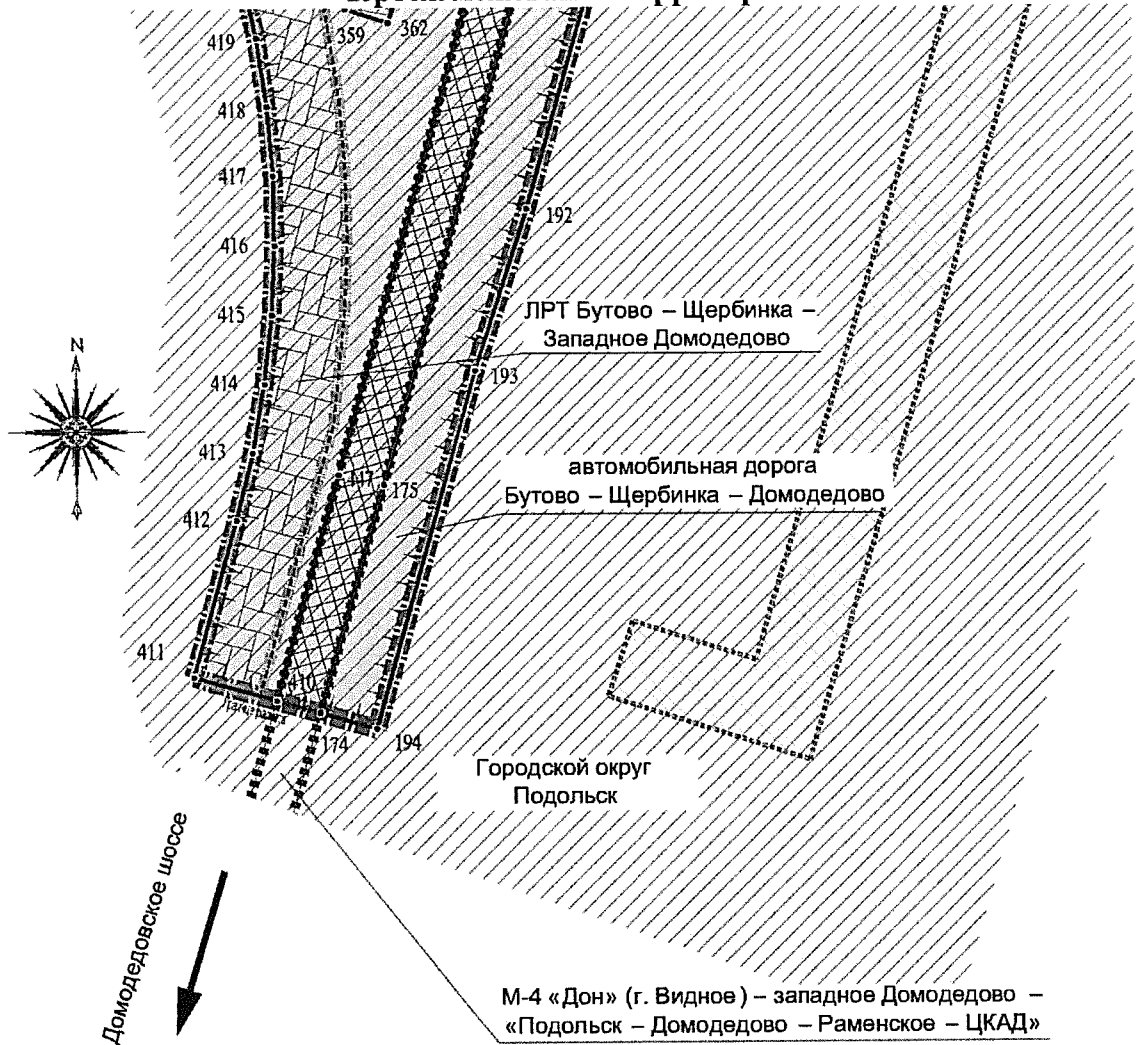 419
359
362
418
417
192
416
ЛРТ Бутово – Щербинка –
Западное Домодедово
415
N
414
193
413
автомобильная дорога
Бутово – Щербинка – Домодедово
447
175
412
411
410
174
194
Городской округ
Подольск
Домодедовское шоссе
М-4 «Дон» (г. Видное) – западное Домодедово –
«Подольск – Домодедово – Раменское – ЦКАД»